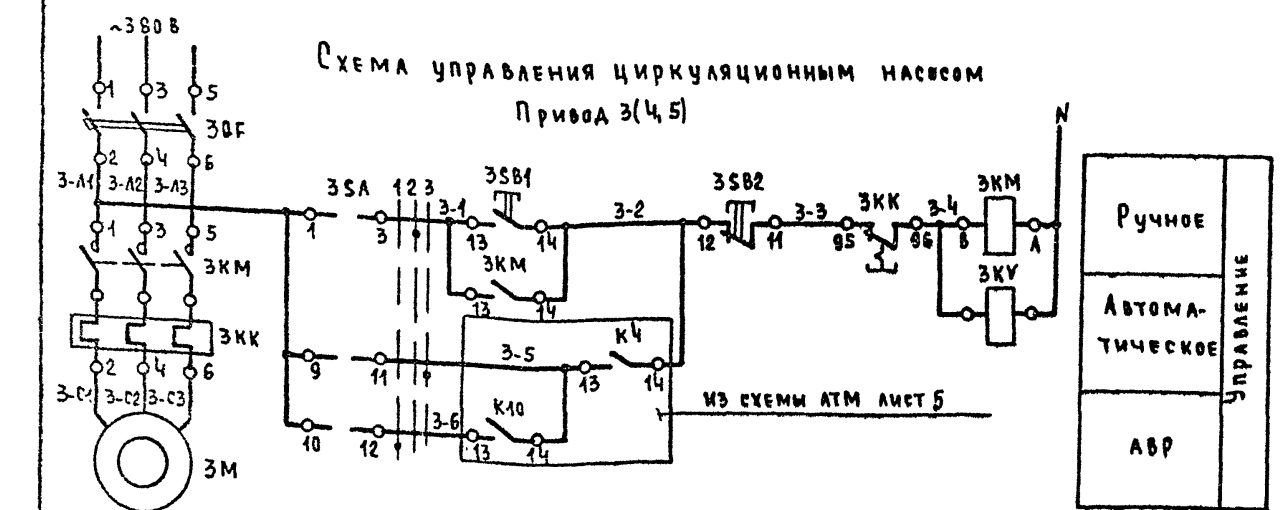 ~380 В
Схема управления циркуляционным насосом
Привод 3(4,5)
N
1 3 5
3QF
2 4 6
3-Л1 3-Л2 3-Л3
3SA 1 2 3
3-1
3SB1
3-2
3SB2
3-3
3КК
3-4
3КМ
1 3 13 14 12 11 95 96 В А
Ручное
1 3 5
3КМ
3КМ
13 14
3KV
Автома-
тическое
Управление
3КК
2 4 6
3-С1 3-С2 3-С3
3М
9 11
3-5
К4
13 14
из схемы АТМ лист 5
10 12
3-6
К10
13 14
АВР